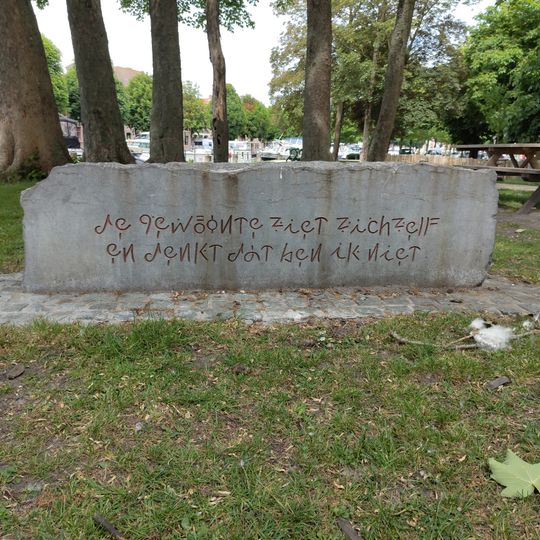 de gewoonte ziet zichzelf
en denkt dat ben ik niet